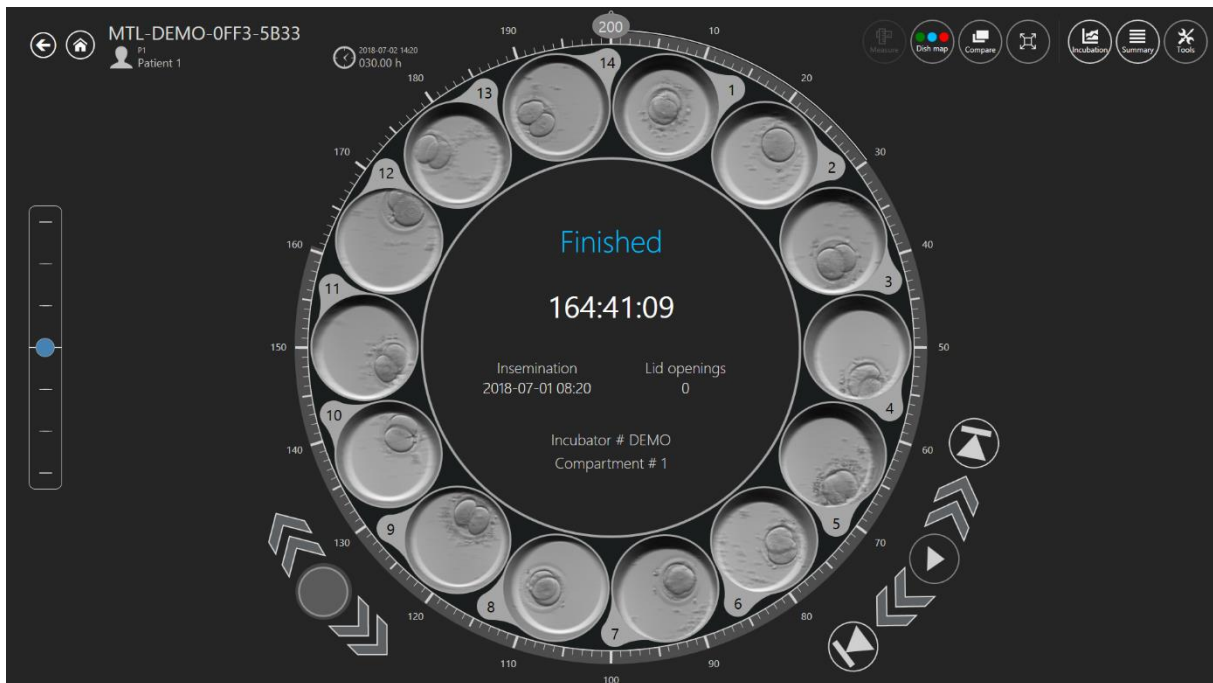 MTL-DEMO-0FF3-5B33
P1
Patient 1
2018-07-02 14:20
030.00 h
Measure
Dish map
Compare
Incubation
Summary
Tools
200
10
20
30
40
50
60
70
80
90
100
110
120
130
140
150
160
170
180
190
1
2
3
4
5
6
7
8
9
10
11
12
13
14
Finished
164:41:09
Insemination
2018-07-01 08:20
Lid openings
0
Incubator # DEMO
Compartment # 1